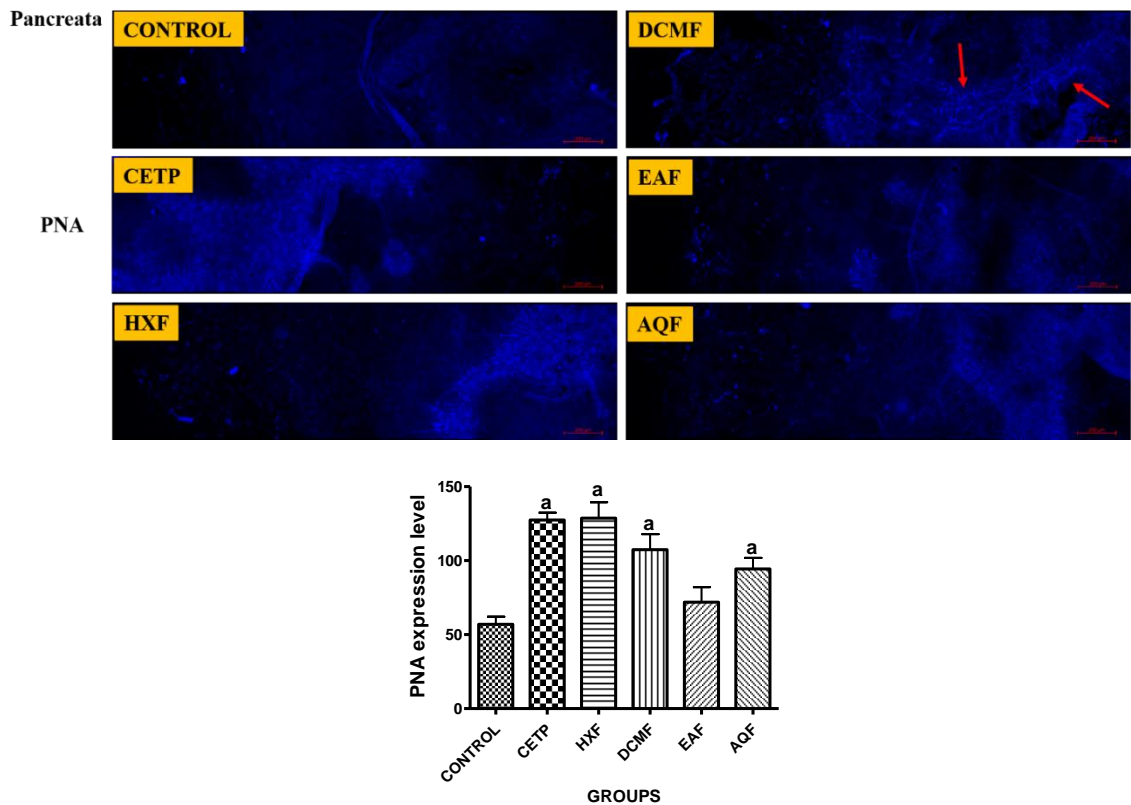 Pancreata
CONTROL
DCMF
CETP
EAF
PNA
HXF
AQF
150
100
50
0
PNA expression level
a
a
a
a
CONTROL
CETP
HXF
DCMF
EAF
AQF
GROUPS